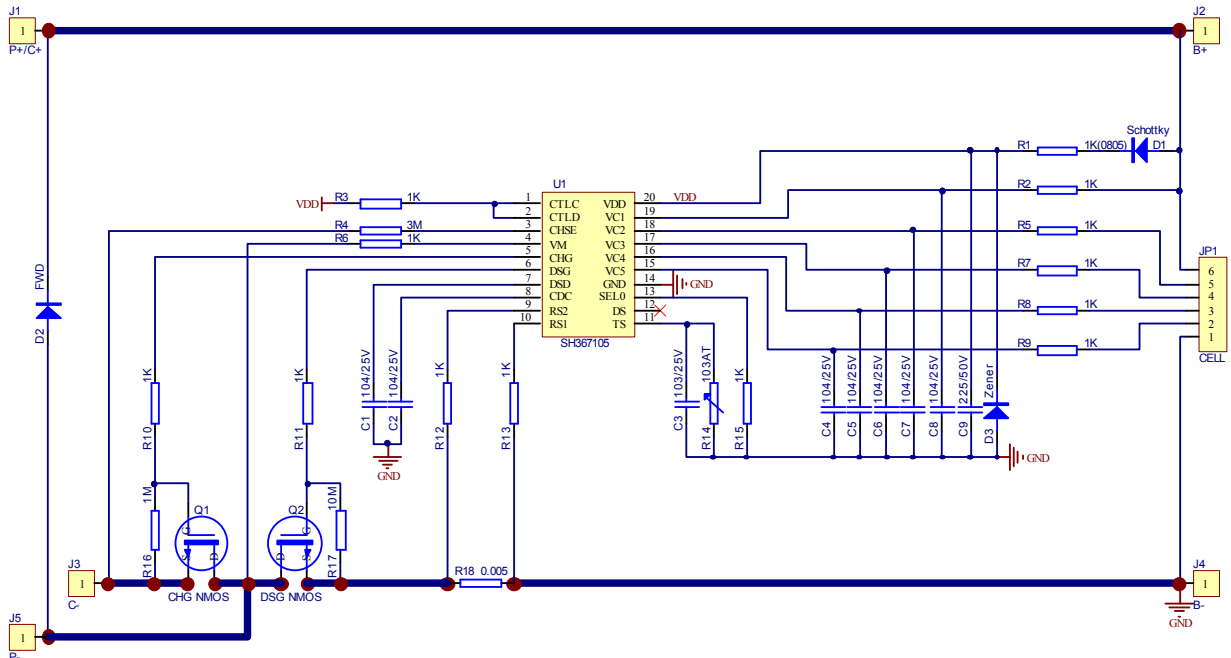 J1
1
P+/C+
J2
1
B+
Schottky
R1 1K(0805) D1
U1
R2 1K
VDD R3 1K 1 CTLC VDD 20 VDD
2 CTLD VC1 19
R4 3M 3 CHSE VC2 18 R5 1K
R6 1K 4 VM VC3 17
5 CHG VC4 16
6 DSG VC5 15 R7 1K
7 DSD GND 14 GND
8 CDC SEL0 13
9 RS2 DS 12 R8 1K
10 RS1 TS 11
SH367105
R9 1K
JP1
6
5
4
3
2
1
CELL
FWD
D2
1K
R10
1K
R11
104/25V
C1
104/25V
C2
GND
1K
R12
1K
R13
103/25V
C3
103AT
R14
1K
R15
104/25V
C4
104/25V
C5
104/25V
C6
104/25V
C7
104/25V
C8
225/50V
C9
Zener
D3
GND
1M
R16
Q1
G
S
D
CHG NMOS
Q2
G
D
S
DSG NMOS
10M
R17
R18 0.005
J3
1
C-
J4
1
B-
GND
J5
1
P-